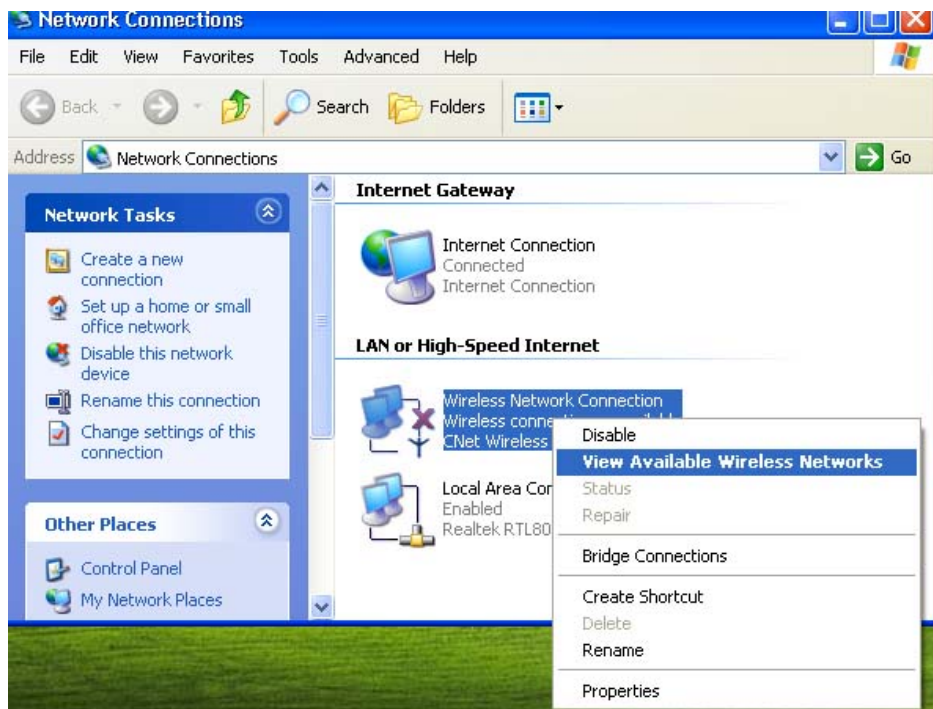 Network Connections
File Edit View Favorites Tools Advanced Help
Back Search Folders
Address Network Connections Go
Network Tasks
Create a new
connection
Set up a home or small
office network
Disable this network
device
Rename this connection
Change settings of this
connection
Other Places
Control Panel
My Network Places
Internet Gateway
Internet Connection
Connected
Internet Connection
LAN or High-Speed Internet
Wireless Network Connection
Wireless
CNet Wireless
Local Area
Enabled
Realtek
Disable
View Available Wireless Networks
Status
Repair
Bridge Connections
Create Shortcut
Delete
Rename
Properties